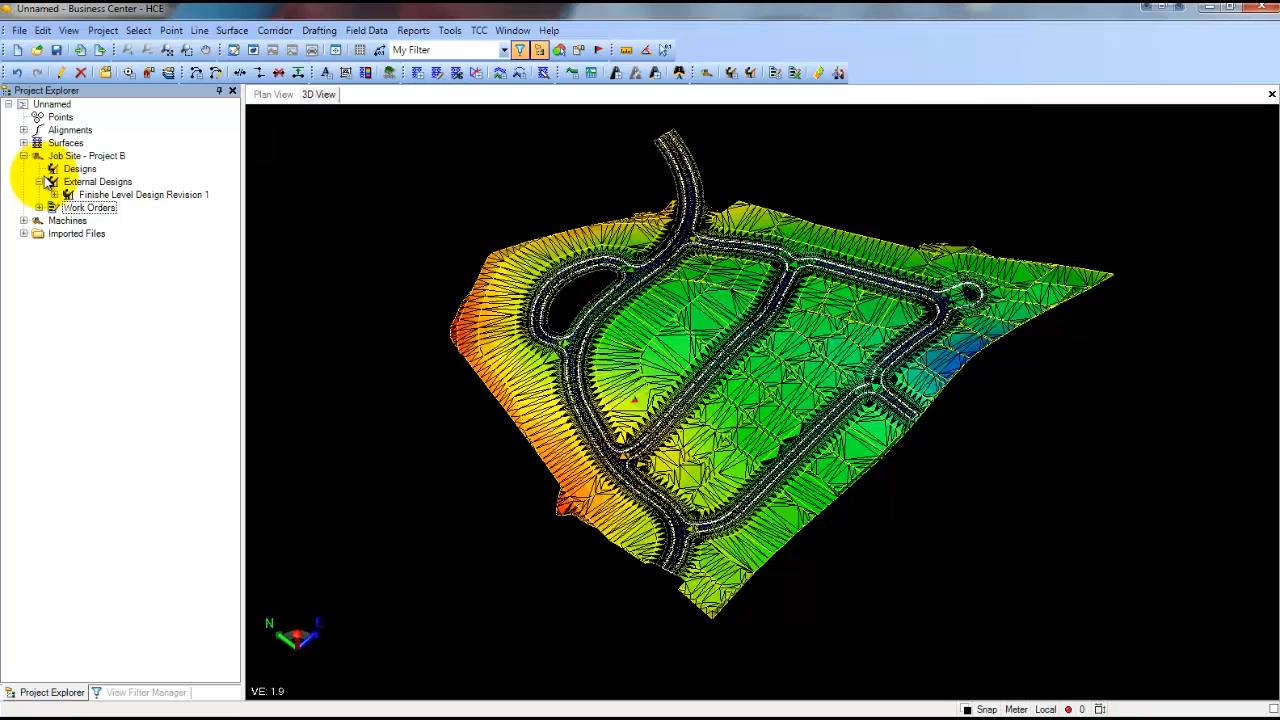 Unnamed - Business Center - HCE
File Edit View Project Select Point Line Surface Corridor Drafting Field Data Reports Tools TCC Window Help
My Filter
Project Explorer
Plan View 3D View
Unnamed
Points
Alignments
Surfaces
Job Site - Project B
Designs
External Designs
Finishe Level Design Revision 1
Work Orders
Machines
Imported Files
N E
VE: 1.9
Project Explorer View Filter Manager
Snap Meter Local 0